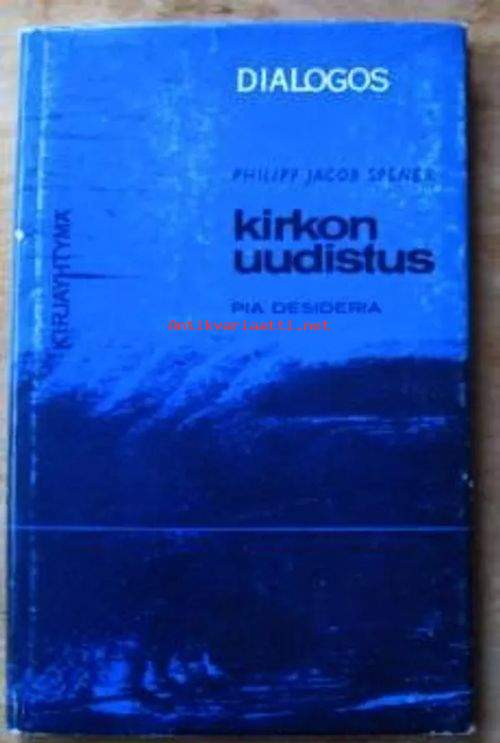 DIALOGOS
PHILIPP JACOB SPENER
kirkon
uudistus
PIA DESIDERIA
KIRJAYHTYMÄ
Antikvariaatti.net